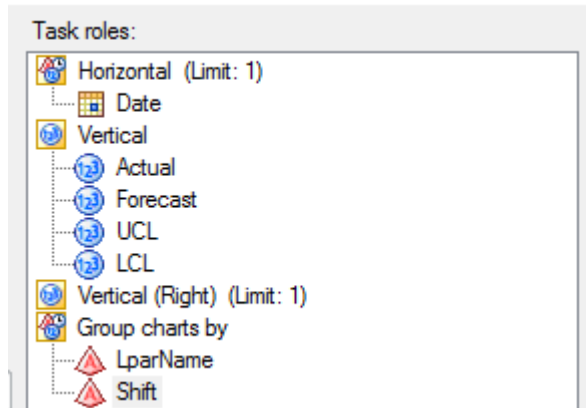 Task roles:
Horizontal (Limit: 1)
Date
Vertical
Actual
Forecast
UCL
LCL
Vertical (Right) (Limit: 1)
Group charts by
LparName
Shift